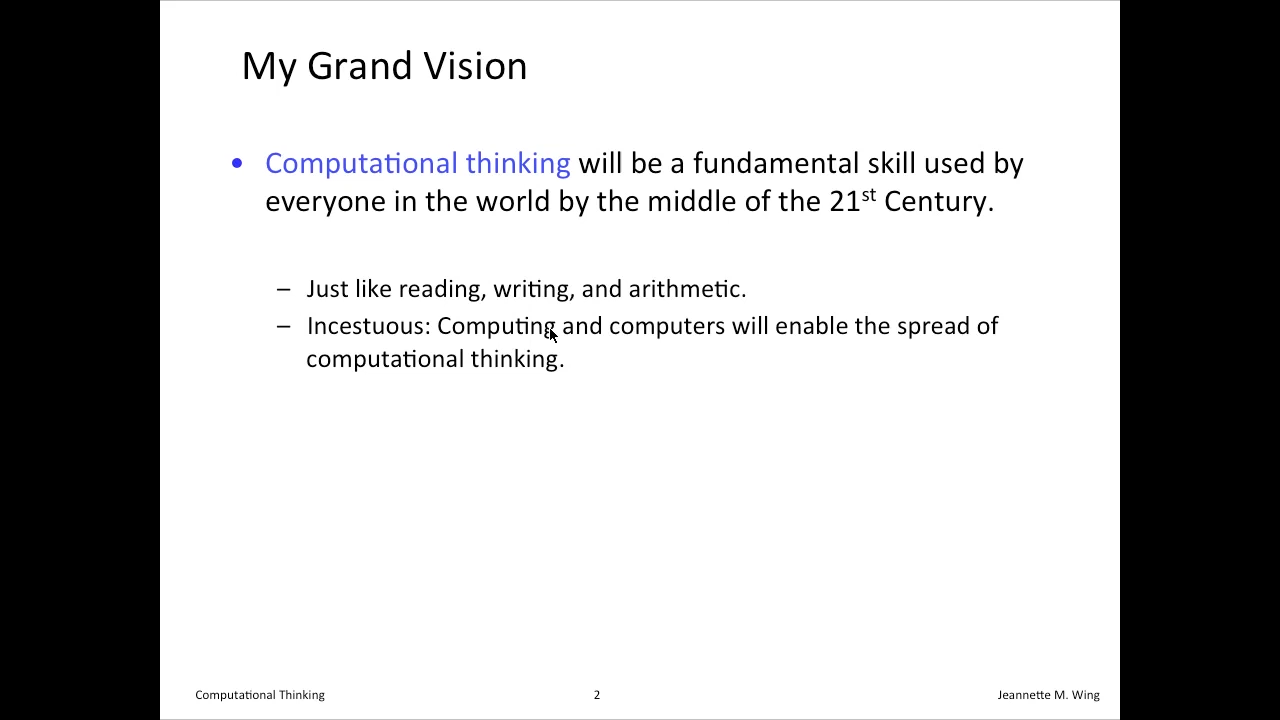 My Grand Vision
• Computational thinking will be a fundamental skill used by
everyone in the world by the middle of the 21st Century.
– Just like reading, writing, and arithmetic.
– Incestuous: Computing and computers will enable the spread of
computational thinking.
Computational Thinking 2 Jeannette M. Wing